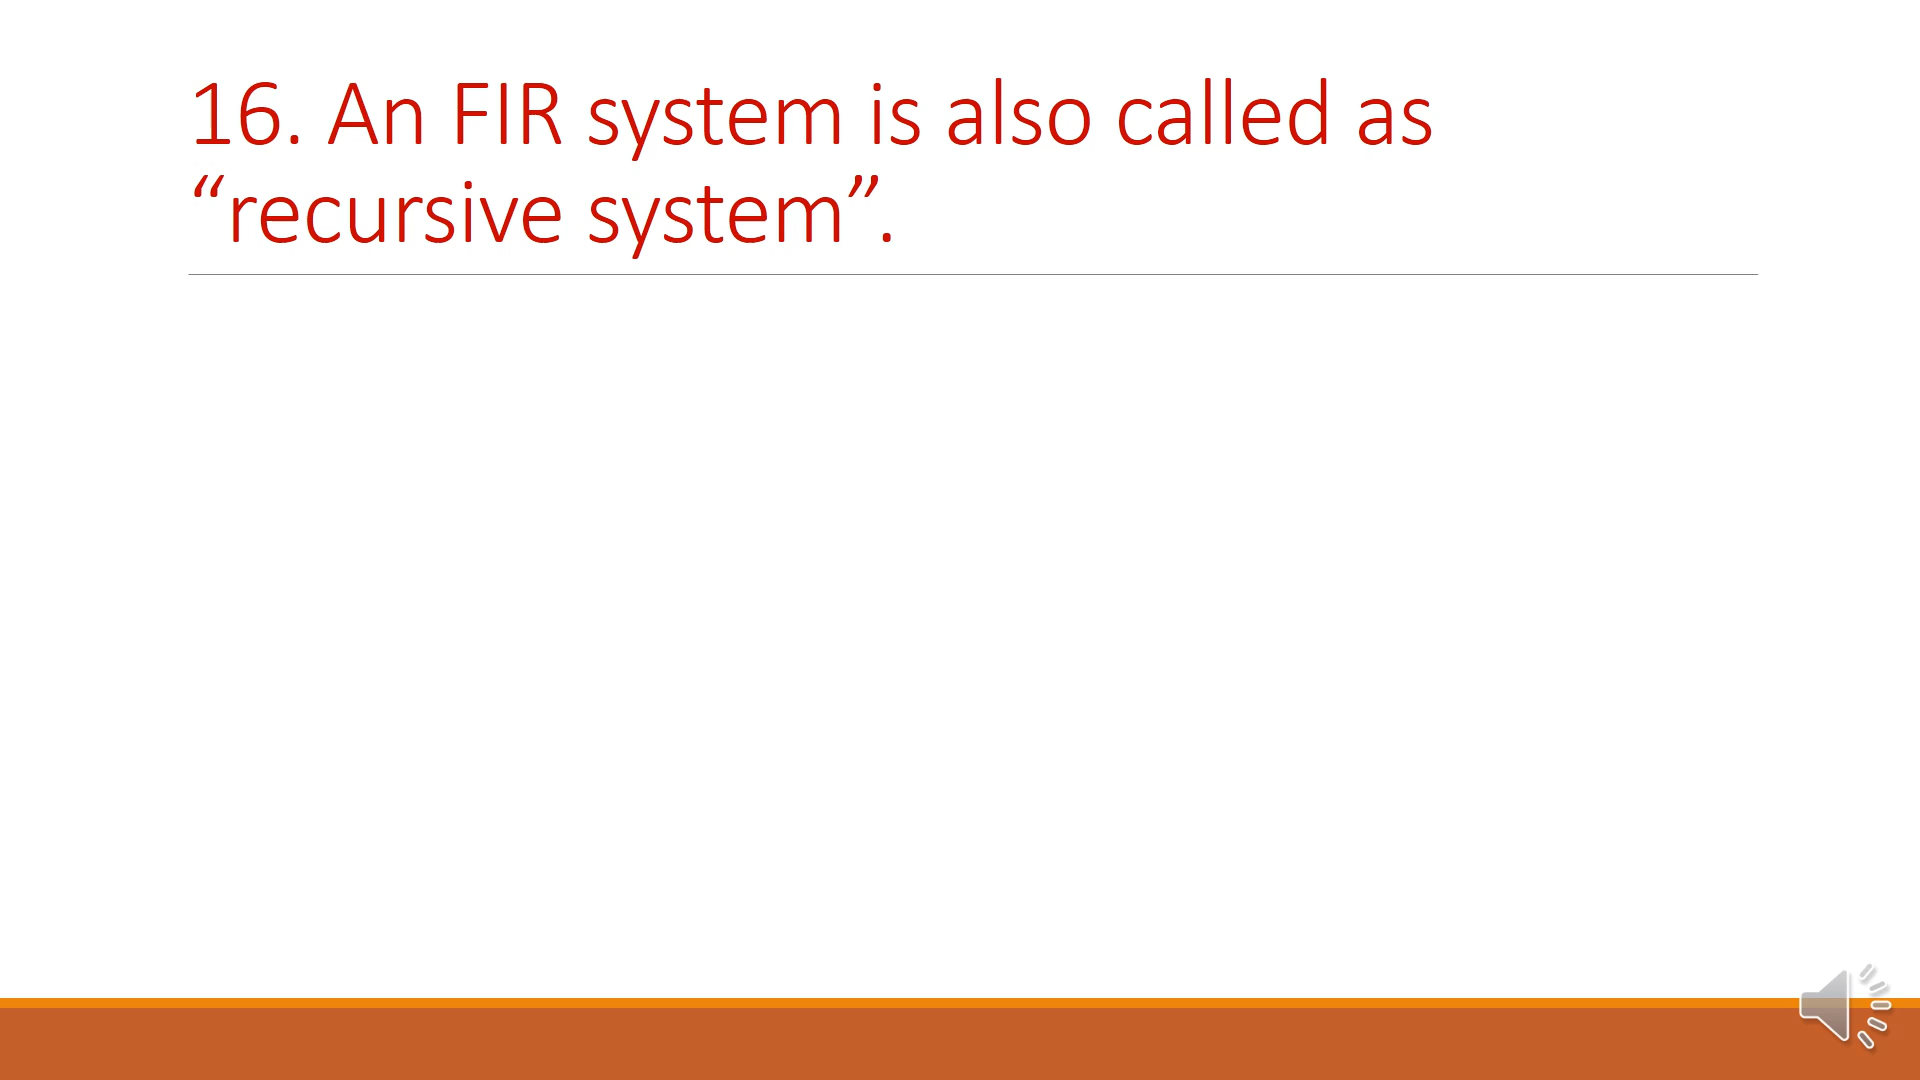 16. An FIR system is also called as
“recursive system”.